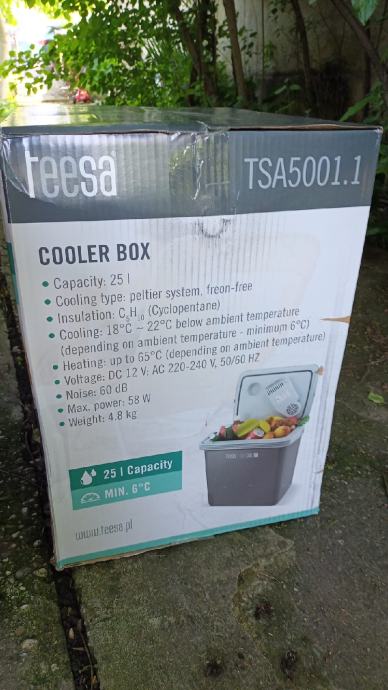 teesa
TSA5001.1
COOLER BOX
• Capacity: 25 l
• Cooling type: peltier system, freon-free
• Insulation: C₅H₁₀ (Cyclopentane)
• Cooling: 18°C ~ 22°C below ambient temperature
(depending on ambient temperature - minimum 6°C)
• Heating: up to 65°C (depending on ambient temperature)
• Voltage: DC 12 V; AC 220-240 V, 50/60 HZ
• Noise: 60 dB
• Max. power: 58 W
• Weight: 4.8 kg
25 l Capacity
MIN. 6°C
www.teesa.pl